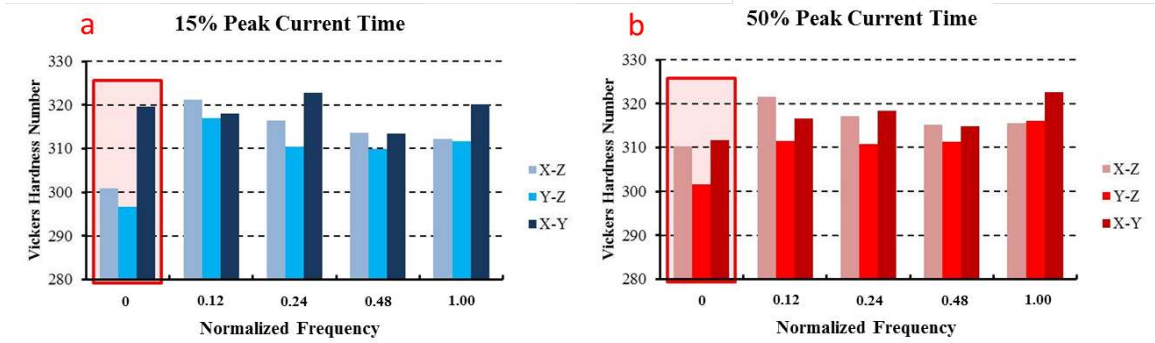 a
15% Peak Current Time
Vickers Hardness Number
330
320
310
300
290
280
0
0.12
0.24
0.48
1.00
Normalized Frequency
X-Z
Y-Z
X-Y
b
50% Peak Current Time
Vickers Hardness Number
330
320
310
300
290
280
0
0.12
0.24
0.48
1.00
Normalized Frequency
X-Z
Y-Z
X-Y